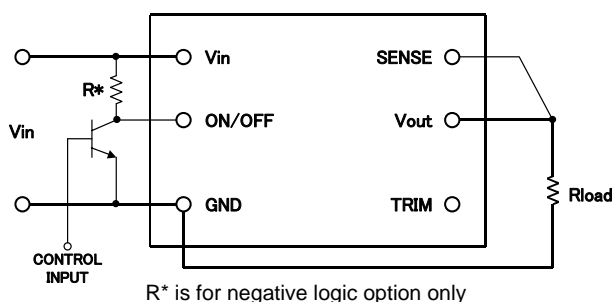 Vin
SENSE
R*
ON/OFF
Vout
Vin
GND
TRIM
Rload
CONTROL
INPUT
R* is for negative logic option only